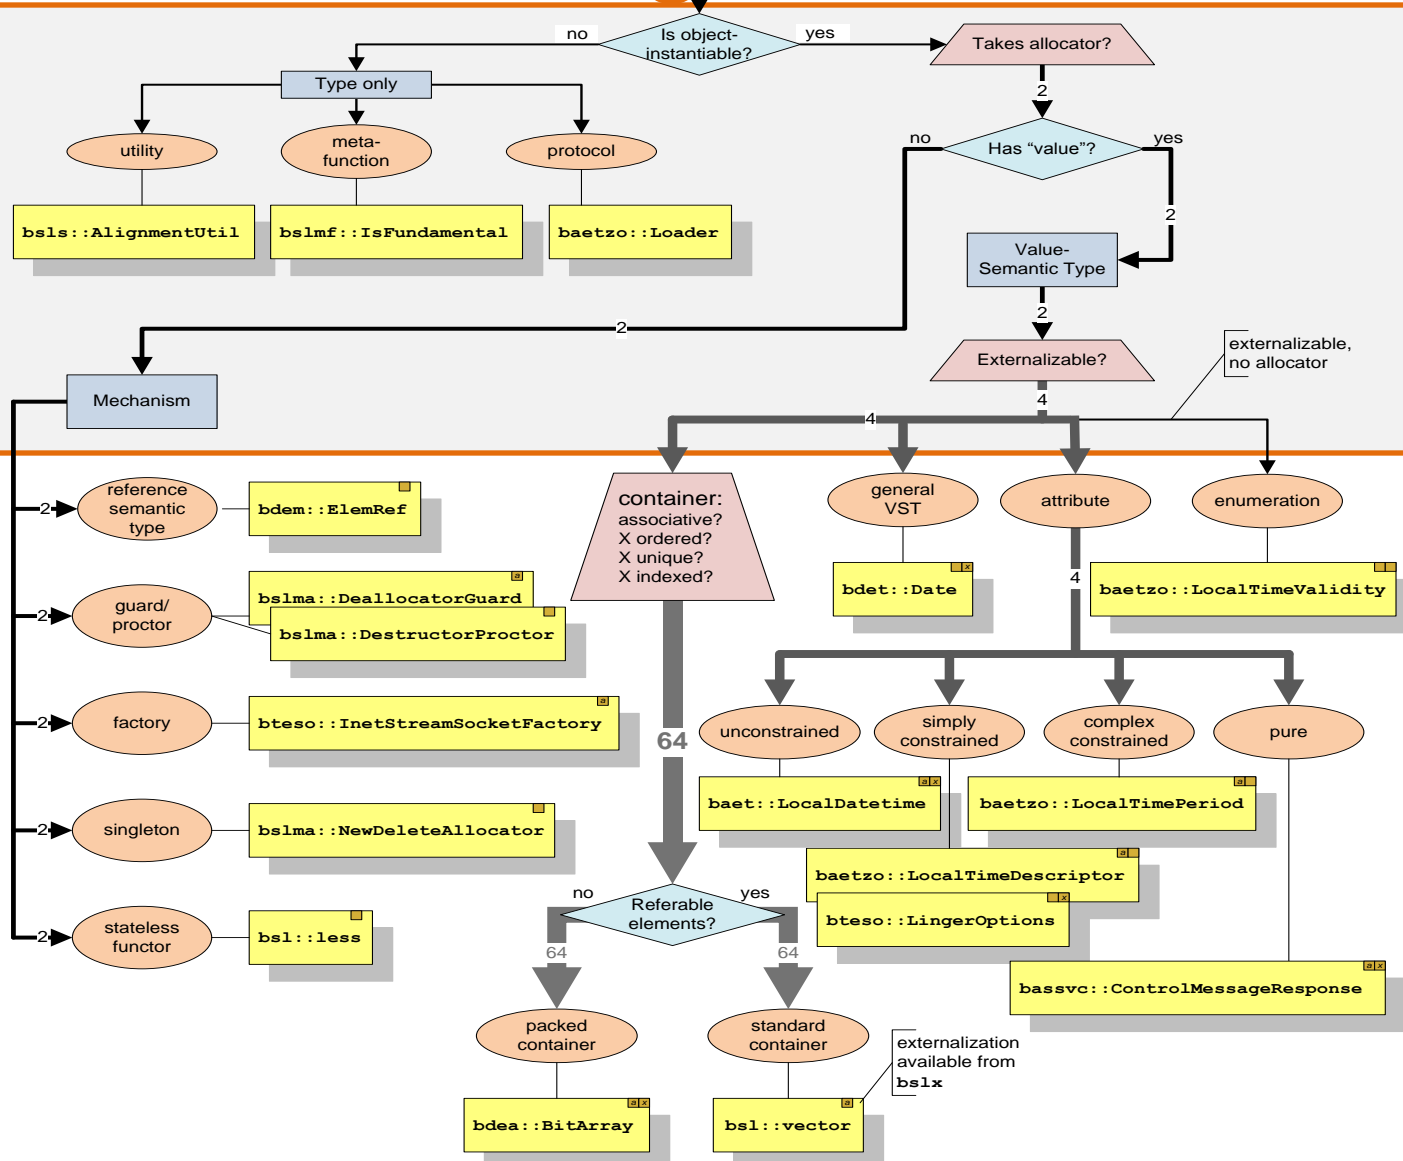 Is object-
instantiable?
no
yes
Takes allocator?
2
Type only
utility
meta-
function
protocol
bsls::AlignmentUtil
bslmf::IsFundamental
baetzo::Loader
no
Has “value”?
yes
2
Value-
Semantic Type
2
2
Externalizable?
externalizable,
no allocator
4
4
Mechanism
2
reference
semantic
type
bdem::ElemRef
2
guard/
proctor
a
bslma::DeallocatorGuard
bslma::DestructorProctor
2
factory
a
bteso::InetStreamSocketFactory
2
singleton
bslma::NewDeleteAllocator
2
stateless
functor
bsl::less
container:
associative?
X ordered?
X unique?
X indexed?
general
VST
attribute
enumeration
x
bdet::Date
4
baetzo::LocalTimeValidity
unconstrained
simply
constrained
complex
constrained
pure
64
a x
baet::LocalDatetime
a
baetzo::LocalTimePeriod
a
baetzo::LocalTimeDescriptor
x
bteso::LingerOptions
a x
bassvc::ControlMessageResponse
no
Referable
elements?
yes
64
64
packed
container
standard
container
externalization
available from
bslx
a x
bdea::BitArray
a
bsl::vector